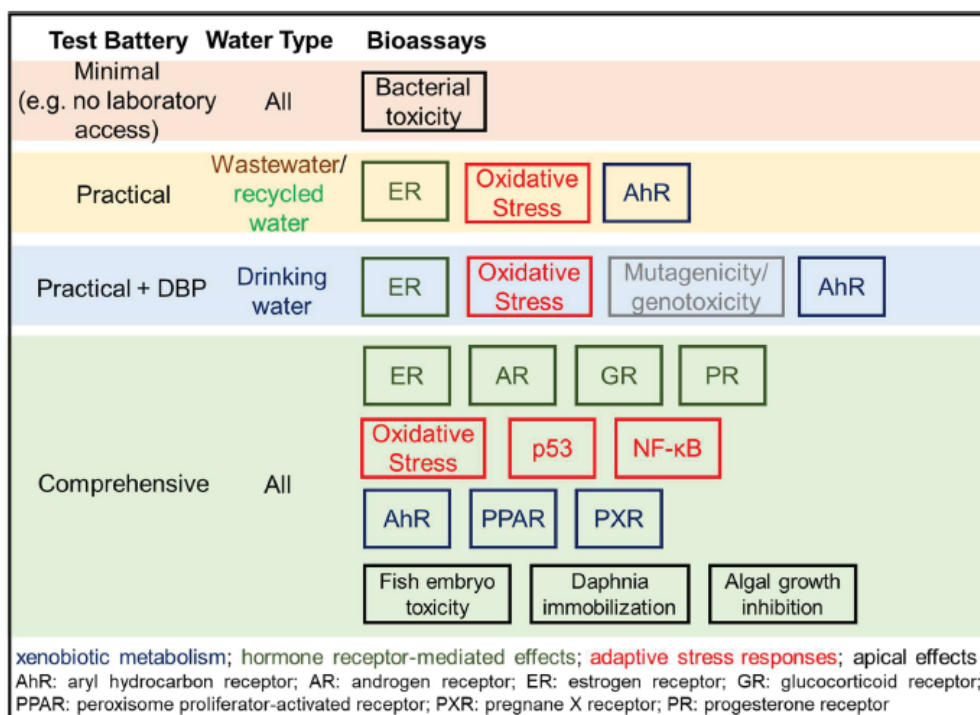 Test Battery Water Type Bioassays
Minimal
(e.g. no laboratory
access)
All
Bacterial
toxicity
Practical
Wastewater/
recycled
water
ER
Oxidative
Stress
AhR
Practical + DBP
Drinking
water
ER
Oxidative
Stress
Mutagenicity/
genotoxicity
AhR
Comprehensive
All
ER AR GR PR
Oxidative
Stress
p53 NF-κB
AhR PPAR PXR
Fish embryo
toxicity
Daphnia
immobilization
Algal growth
inhibition
xenobiotic metabolism; hormone receptor-mediated effects; adaptive stress responses; apical effects
AhR: aryl hydrocarbon receptor; AR: androgen receptor; ER: estrogen receptor; GR: glucocorticoid receptor;
PPAR: peroxisome proliferator-activated receptor; PXR: pregnane X receptor; PR: progesterone receptor